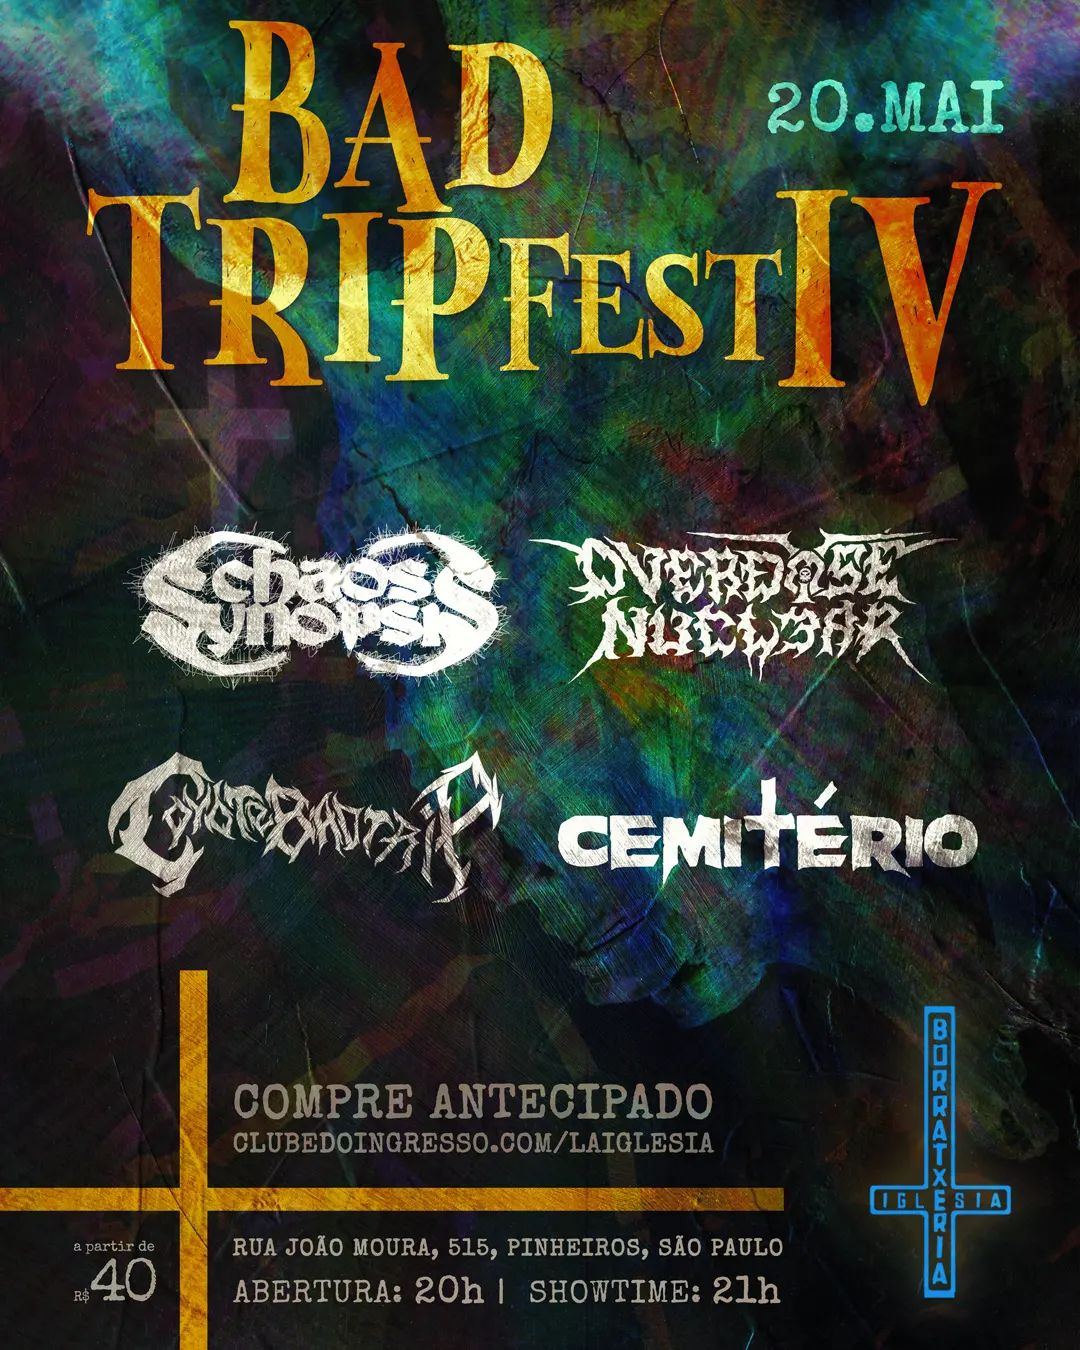 BAD
20.MAI
TRIP FEST IV
chaos
synopsis
OVERDOSE
NUCLEAR
COYOTE BAD TRIP
CEMITÉRIO
COMPRE ANTECIPADO
CLUBEDOINGRESSO.COM/LAIGLESIA
BORRATXERIA
IGLESIA
a partir de
R$ 40
RUA JOÃO MOURA, 515, PINHEIROS, SÃO PAULO
ABERTURA: 20h | SHOWTIME: 21h